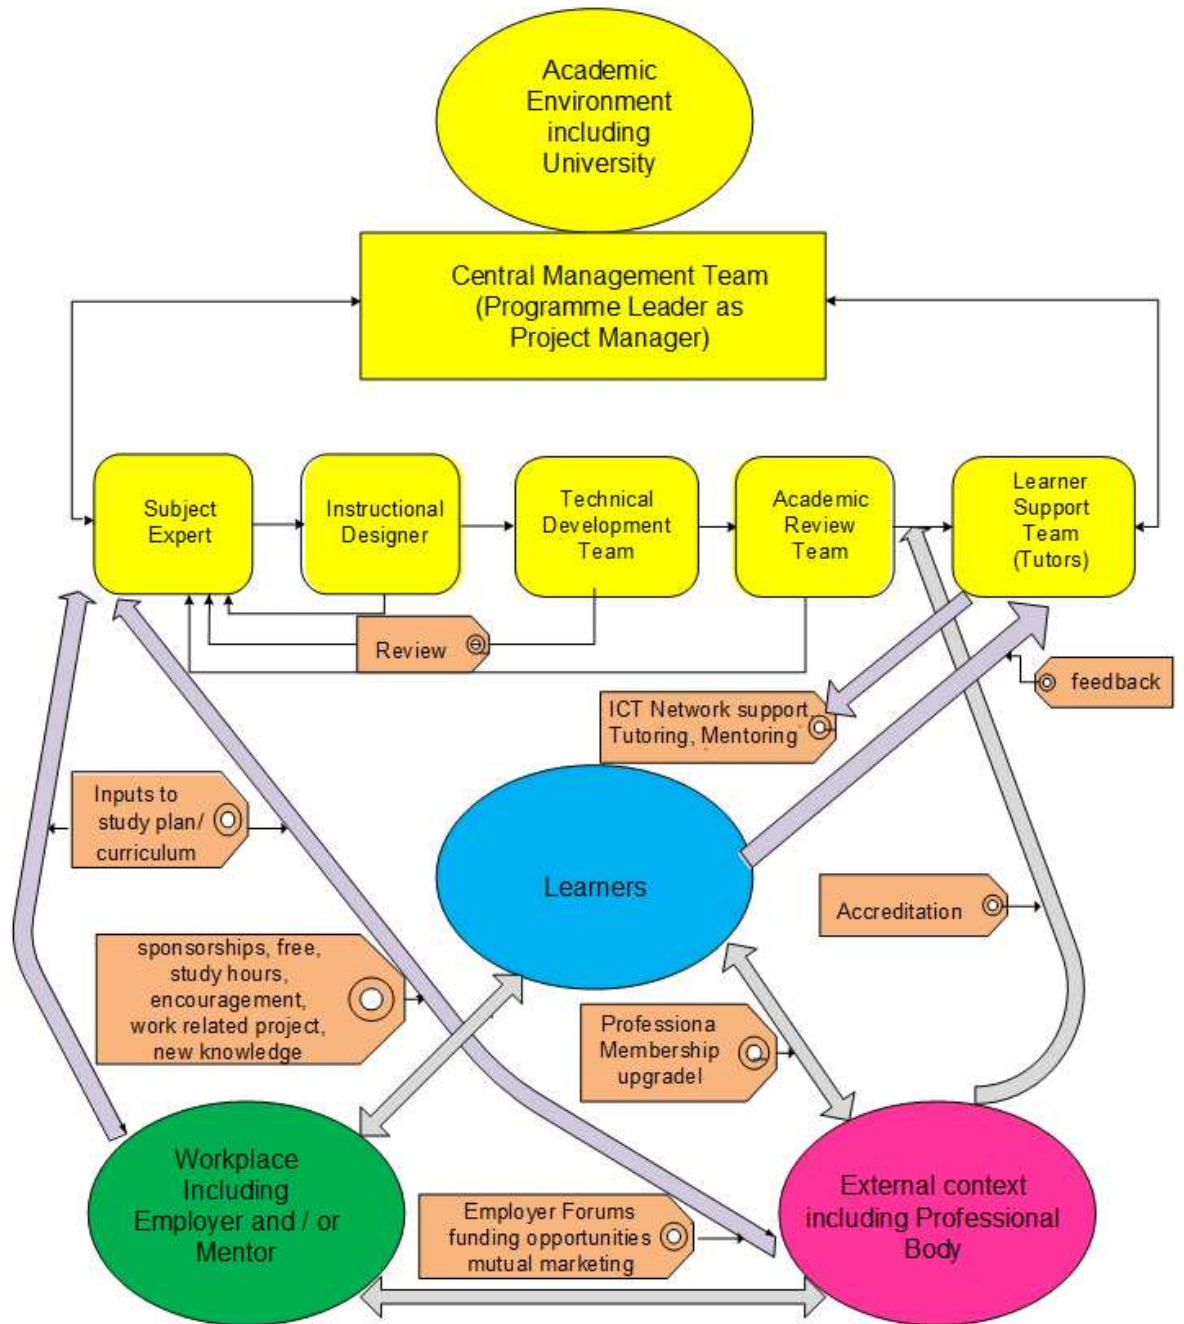 Academic
Environment
including
University
Central Management Team
(Programme Leader as
Project Manager)
Subject
Expert
Instructional
Designer
Technical
Development
Team
Academic
Review
Team
Learner
Support
Team
(Tutors)
Review
feedback
ICT Network support,
Tutoring, Mentoring
Inputs to
study plan/
curriculum
Learners
Accreditation
sponsorships, free,
study hours,
encouragement,
work related project,
new knowledge
Professiona
Membership
upgradel
Workplace
Including
Employer and / or
Mentor
Employer Forums
funding opportunities
mutual marketing
External context
including Professional
Body